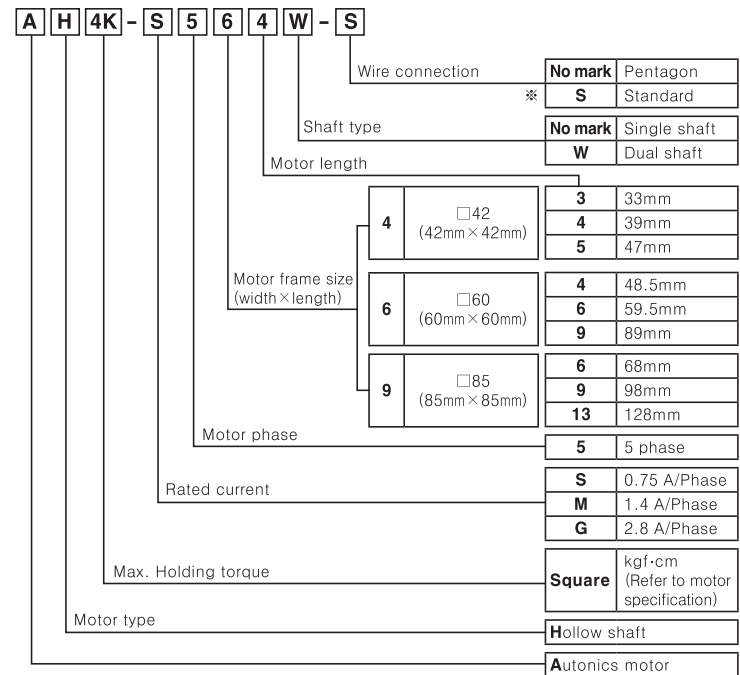 A H 4K - S 5 6 4 W - S
Wire connection
No mark Pentagon
※ S Standard
Shaft type
No mark Single shaft
W Dual shaft
Motor length
4 □42 (42mm×42mm)
3 33mm
4 39mm
5 47mm
Motor frame size
(width×length)
6 □60 (60mm×60mm)
4 48.5mm
6 59.5mm
9 89mm
9 □85 (85mm×85mm)
6 68mm
9 98mm
13 128mm
Motor phase
5 5 phase
Rated current
S 0.75 A/Phase
M 1.4 A/Phase
G 2.8 A/Phase
Max. Holding torque
Square kgf·cm
(Refer to motor
specification)
Motor type
Hollow shaft
Autonics motor